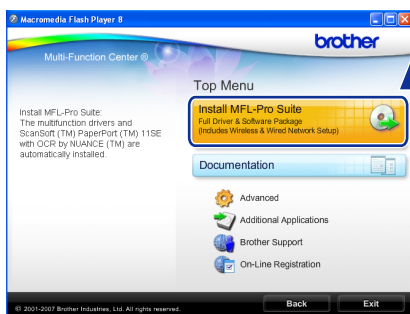 Macromedia Flash Player 8
brother
Multi-Function Center ®
Top Menu
Install MFL-Pro Suite:
The multifunction drivers and
ScanSoft (TM) PaperPort (TM) 11SE
with OCR by NUANCE (TM) are
automatically installed.
Install MFL-Pro Suite
Full Driver & Software Package
(Includes Wireless & Wired Network Setup)
Documentation
Advanced
Additional Applications
Brother Support
On-Line Registration
© 2001-2007 Brother Industries, Ltd. All rights reserved.
Back
Exit